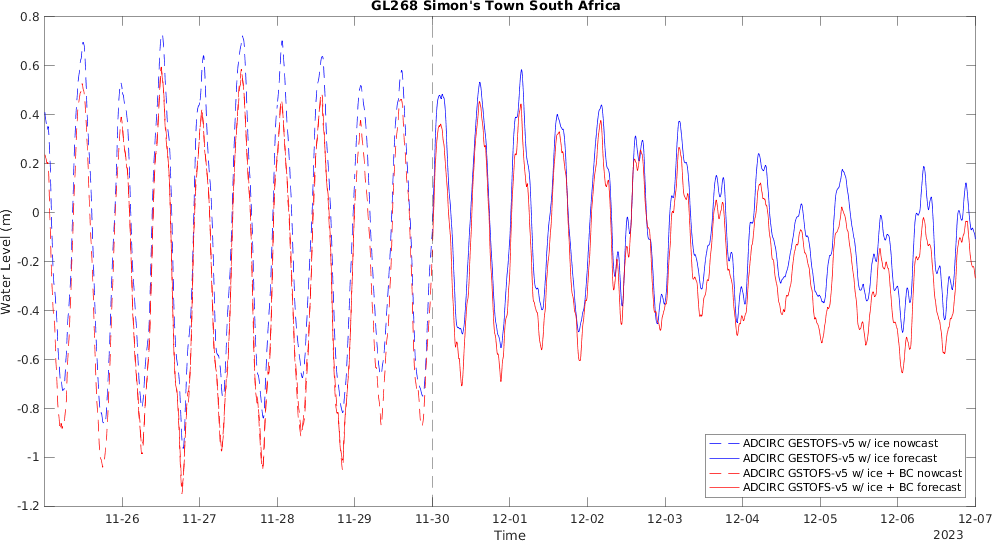 GL268 Simon's Town South Africa
Water Level (m)
0.8
0.6
0.4
0.2
0
-0.2
-0.4
-0.6
-0.8
-1
-1.2
ADCIRC GESTOFS-v5 w/ ice nowcast
ADCIRC GESTOFS-v5 w/ ice forecast
ADCIRC GSTOFS-v5 w/ ice + BC nowcast
ADCIRC GSTOFS-v5 w/ ice + BC forecast
11-26 11-27 11-28 11-29 11-30 12-01 12-02 12-03 12-04 12-05 12-06 12-07
Time
2023